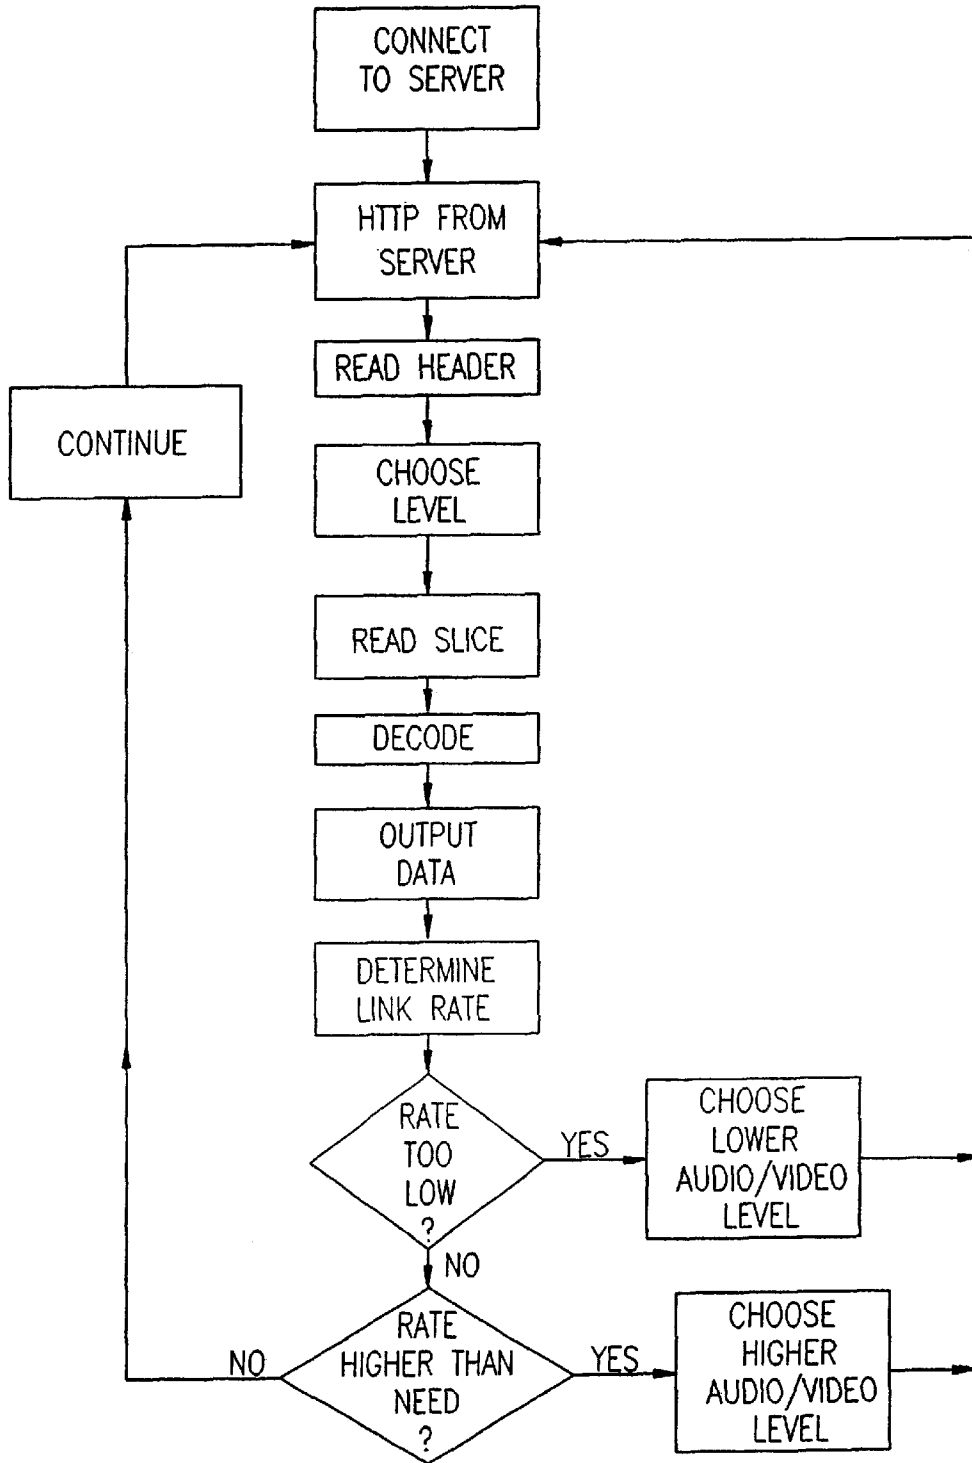 CONNECT
TO SERVER
HTTP FROM
SERVER
READ HEADER
CONTINUE
CHOOSE
LEVEL
READ SLICE
DECODE
OUTPUT
DATA
DETERMINE
LINK RATE
RATE
TOO
LOW
?
YES
CHOOSE
LOWER
AUDIO/VIDEO
LEVEL
NO
RATE
HIGHER THAN
NEED
?
NO
YES
CHOOSE
HIGHER
AUDIO/VIDEO
LEVEL